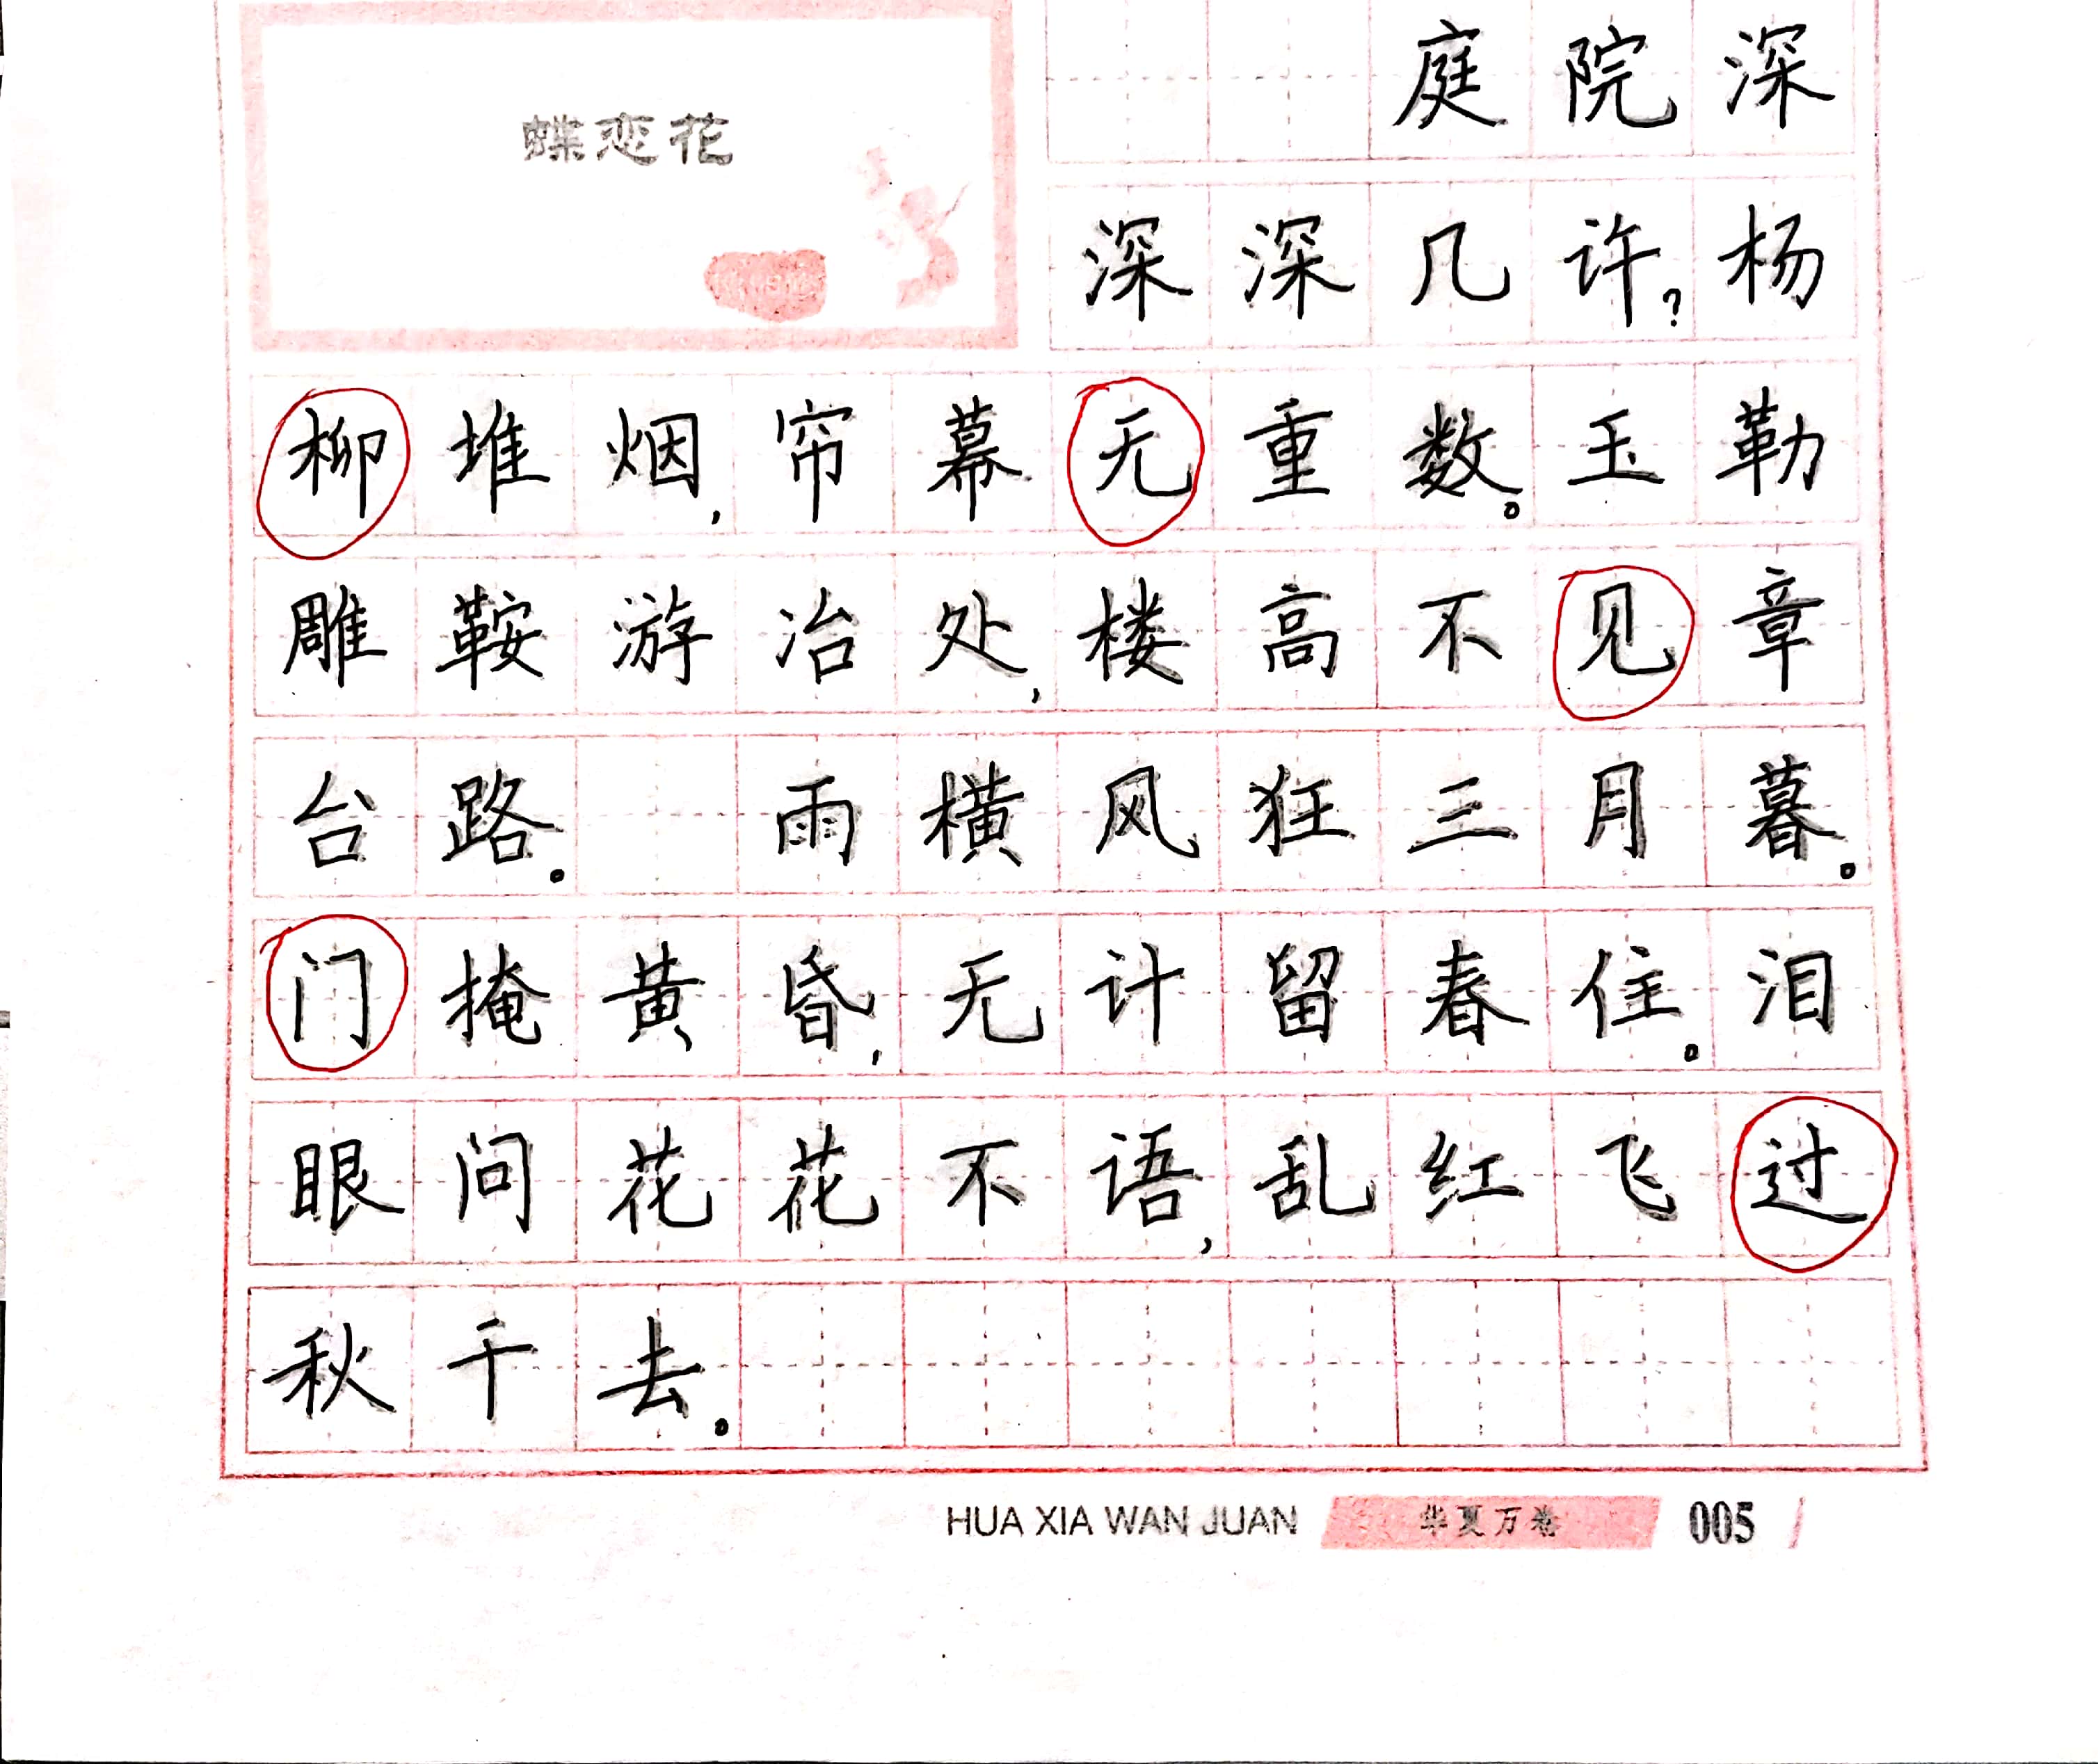 蝶恋花
庭院深
深深几许?杨
柳堆烟,帘幕无重数。玉勒
雕鞍游冶处,楼高不见章
台路。 雨横风狂三月暮。
门掩黄昏,无计留春住。泪
眼问花花不语,乱红飞过
秋千去。
HUA XIA WAN JUAN 华夏万卷 005